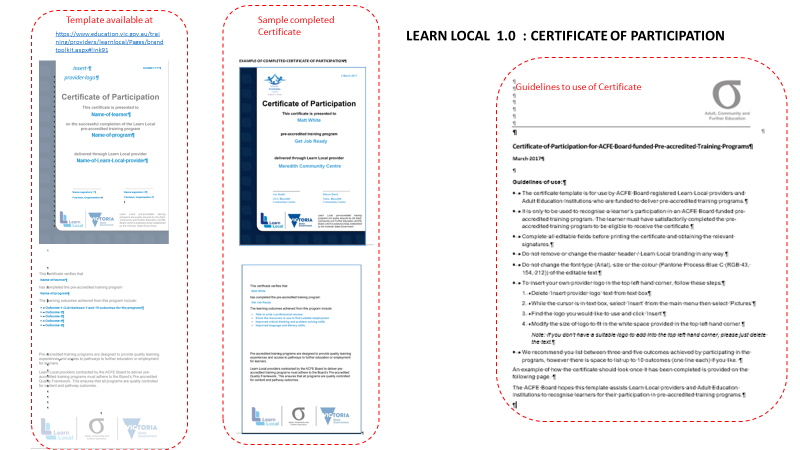 Template available at
https://www.education.vic.gov.au/trai
ning/providers/learnlocal/Pages/brand
toolkit.aspx#link91
Insert·¶
provider·logo¶
Certificate of Participation
This certificate is presented to
Name·of·learner¶
on the successful completion of the Learn Local
pre-accredited training program
Name·of·program¶
delivered through Learn Local provider
Name·of·Learn·Local·provider¶
Learn
Local
VICTORIA
This certificate verifies that
Name·of·learner¶
has completed the pre-accredited training program
Name·of·program¶
The learning outcomes achieved from this program include:
Pre-accredited training programs are designed to provide quality learning
experiences and access to pathways to further education or employment
for learners.
Learn Local providers contracted by the ACFE Board to deliver pre-
accredited training programs must adhere to the Board's Pre-accredited
Quality Framework. This ensures that all programs are quality controlled
for content and pathway outcomes.
Learn
Local
VICTORIA
Sample completed
Certificate
EXAMPLE OF COMPLETED CERTIFICATE OF PARTICIPATION¶
Certificate of Participation
This certificate is presented to
Matt White
pre-accredited training program
Get Job Ready
delivered through Learn Local provider
Meredith Community Centre
Learn
Local
VICTORIA
This certificate verifies that
Matt White
has completed the pre-accredited training program
Get Job Ready
The learning outcomes achieved from this program include:
Pre-accredited training programs are designed to provide quality learning
experiences and access to pathways to further education or employment
for learners.
Learn Local providers contracted by the ACFE Board to deliver pre-
accredited training programs must adhere to the Board's Pre-accredited
Quality Framework. This ensures that all programs are quality controlled
for content and pathway outcomes.
Learn
Local
VICTORIA
LEARN LOCAL 1.0 : CERTIFICATE OF PARTICIPATION
Guidelines to use of Certificate
Adult, Community and
Further Education
Certificate·of·Participation·for·ACFE·Board·funded·Pre-accredited·Training·Programs¶
March·2017¶
Guidelines·of·use:¶
• The certificate template is for use by ACFE Board registered Learn Local providers and
Adult Education Institutions who are funded to deliver pre-accredited training programs.¶
• It is only to be used to recognise a learner's participation in an ACFE Board funded pre-
accredited training program. The learner must have satisfactorily completed the pre-
accredited training program to be eligible to receive the certificate.¶
• Complete all editable fields before printing the certificate and obtaining the relevant
signatures.¶
• Do not remove or change the master header / Learn Local branding in any way.¶
• Do not change the font type (Arial), size or the colour (Pantone Process Blue C (RGB 43,
154, 212)) of the editable text¶
• To insert your own provider logo in the top left hand corner, follow these steps.¶
1. Delete 'Insert provider logo' text from text box¶
2. While the cursor is in text box, select 'Insert' from the main menu then select 'Pictures'.¶
3. Find the logo you would like to use and click 'Insert'¶
4. Modify the size of logo to fit in the white space provided in the top left hand corner.¶
Note: If you don't have a suitable logo to add into the top left hand corner, please just delete
the text.¶
• We recommend you list between three and five outcomes achieved by participating in the
program, however there is space to list up to 10 outcomes (one line each) if you like.¶
An example of how the certificate should look once it has been completed is provided on the
following page.¶
The ACFE Board hopes this template assists Learn Local providers and Adult Education
Institutions to recognise learners for their participation in pre-accredited training programs.¶